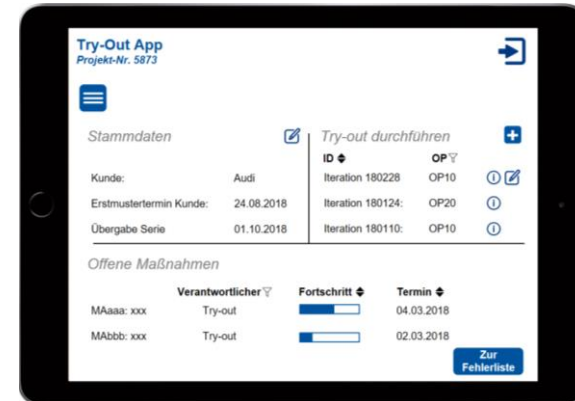 Try-Out App
Projekt-Nr. 5873
Stammdaten
Kunde: Audi
Erstmustertermin Kunde: 24.08.2018
Übergabe Serie 01.10.2018
Try-out durchführen
ID OP
Iteration 180228 OP10
Iteration 180124: OP20
Iteration 180110: OP10
Offene Maßnahmen
Verantwortlicher Fortschritt Termin
MAaaa: xxx Try-out 04.03.2018
MAbbb: xxx Try-out 02.03.2018
Zur
Fehlerliste